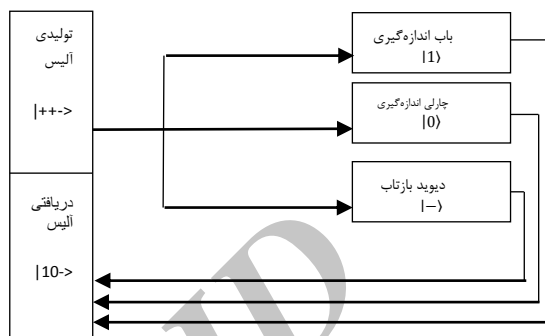 تولیدی
آلیس
|++->
دریافتی
آلیس
|10->
باب اندازه‌گیری
|1⟩
چارلی اندازه‌گیری
|0⟩
دیوید بازتاب
|−⟩